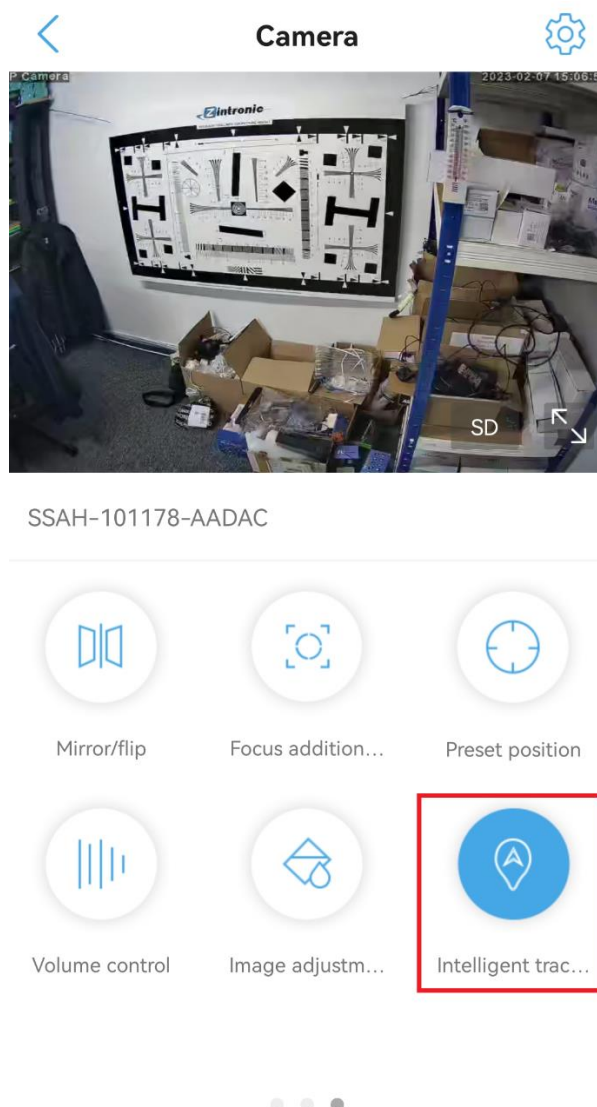 Camera
P Camera
2023-02-07 15:06:5
Zintronic
SD
SSAH-101178-AADAC
Mirror/flip
Focus addition...
Preset position
Volume control
Image adjustm...
Intelligent trac...